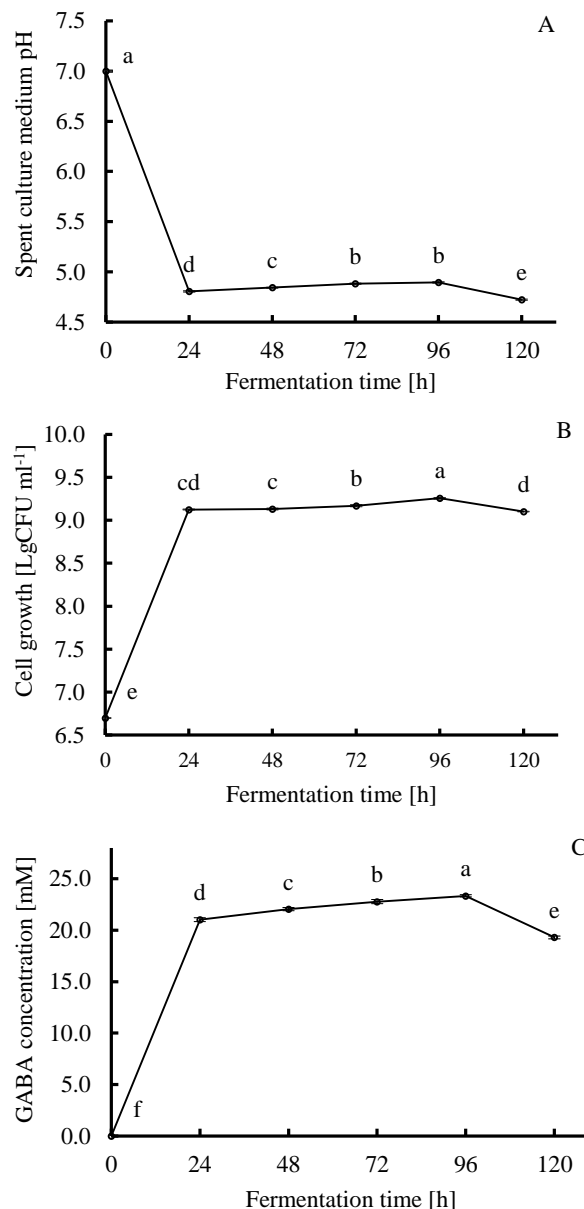 A
Spent culture medium pH
7.5
7.0
6.5
6.0
5.5
5.0
4.5
a
d
c
b
b
e
0 24 48 72 96 120
Fermentation time [h]
B
Cell growth [LgCFU ml⁻¹]
10.0
9.5
9.0
8.5
8.0
7.5
7.0
6.5
e
cd
c
b
a
d
0 24 48 72 96 120
Fermentation time [h]
C
GABA concentration [mM]
25.0
20.0
15.0
10.0
5.0
0.0
f
d
c
b
a
e
0 24 48 72 96 120
Fermentation time [h]